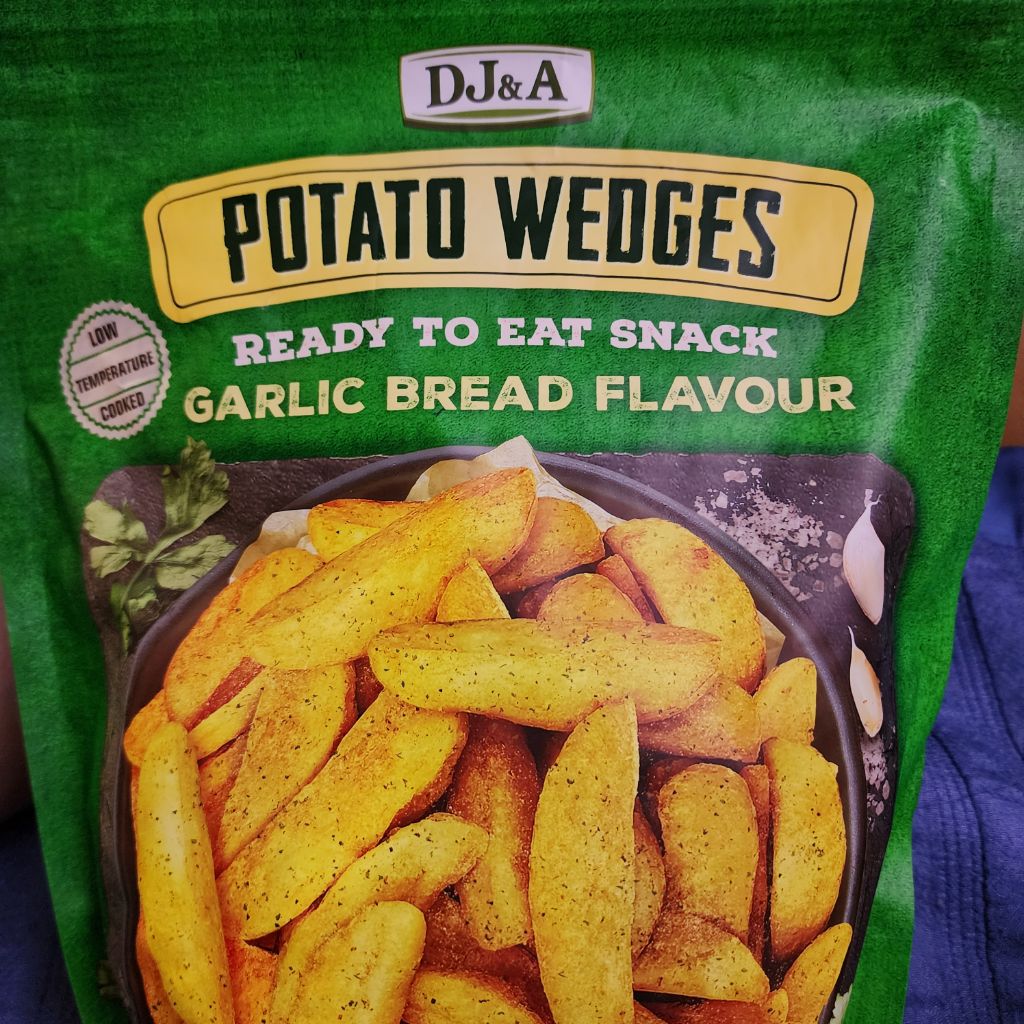 DJ&A
POTATO WEDGES
READY TO EAT SNACK
GARLIC BREAD FLAVOUR
LOW
TEMPERATURE
COOKED